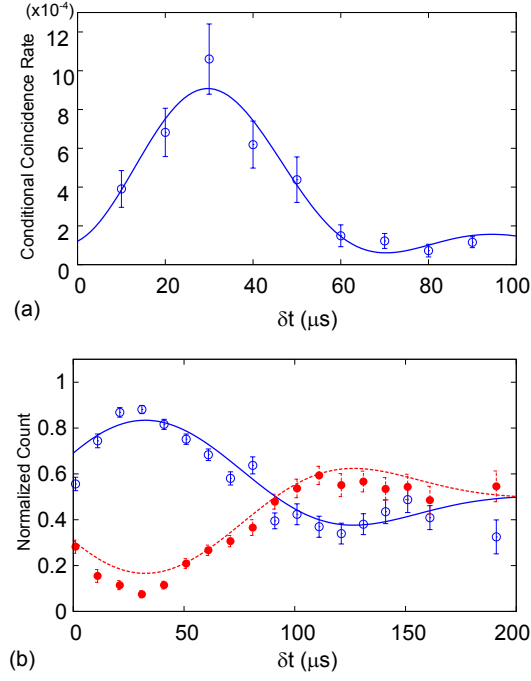 (x10⁻⁴)
12
10
8
6
4
2
0
Conditional Coincidence Rate
0 20 40 60 80 100
(a)
δt (μs)
1
0.8
0.6
0.4
0.2
0
Normalized Count
0 50 100 150 200
(b)
δt (μs)